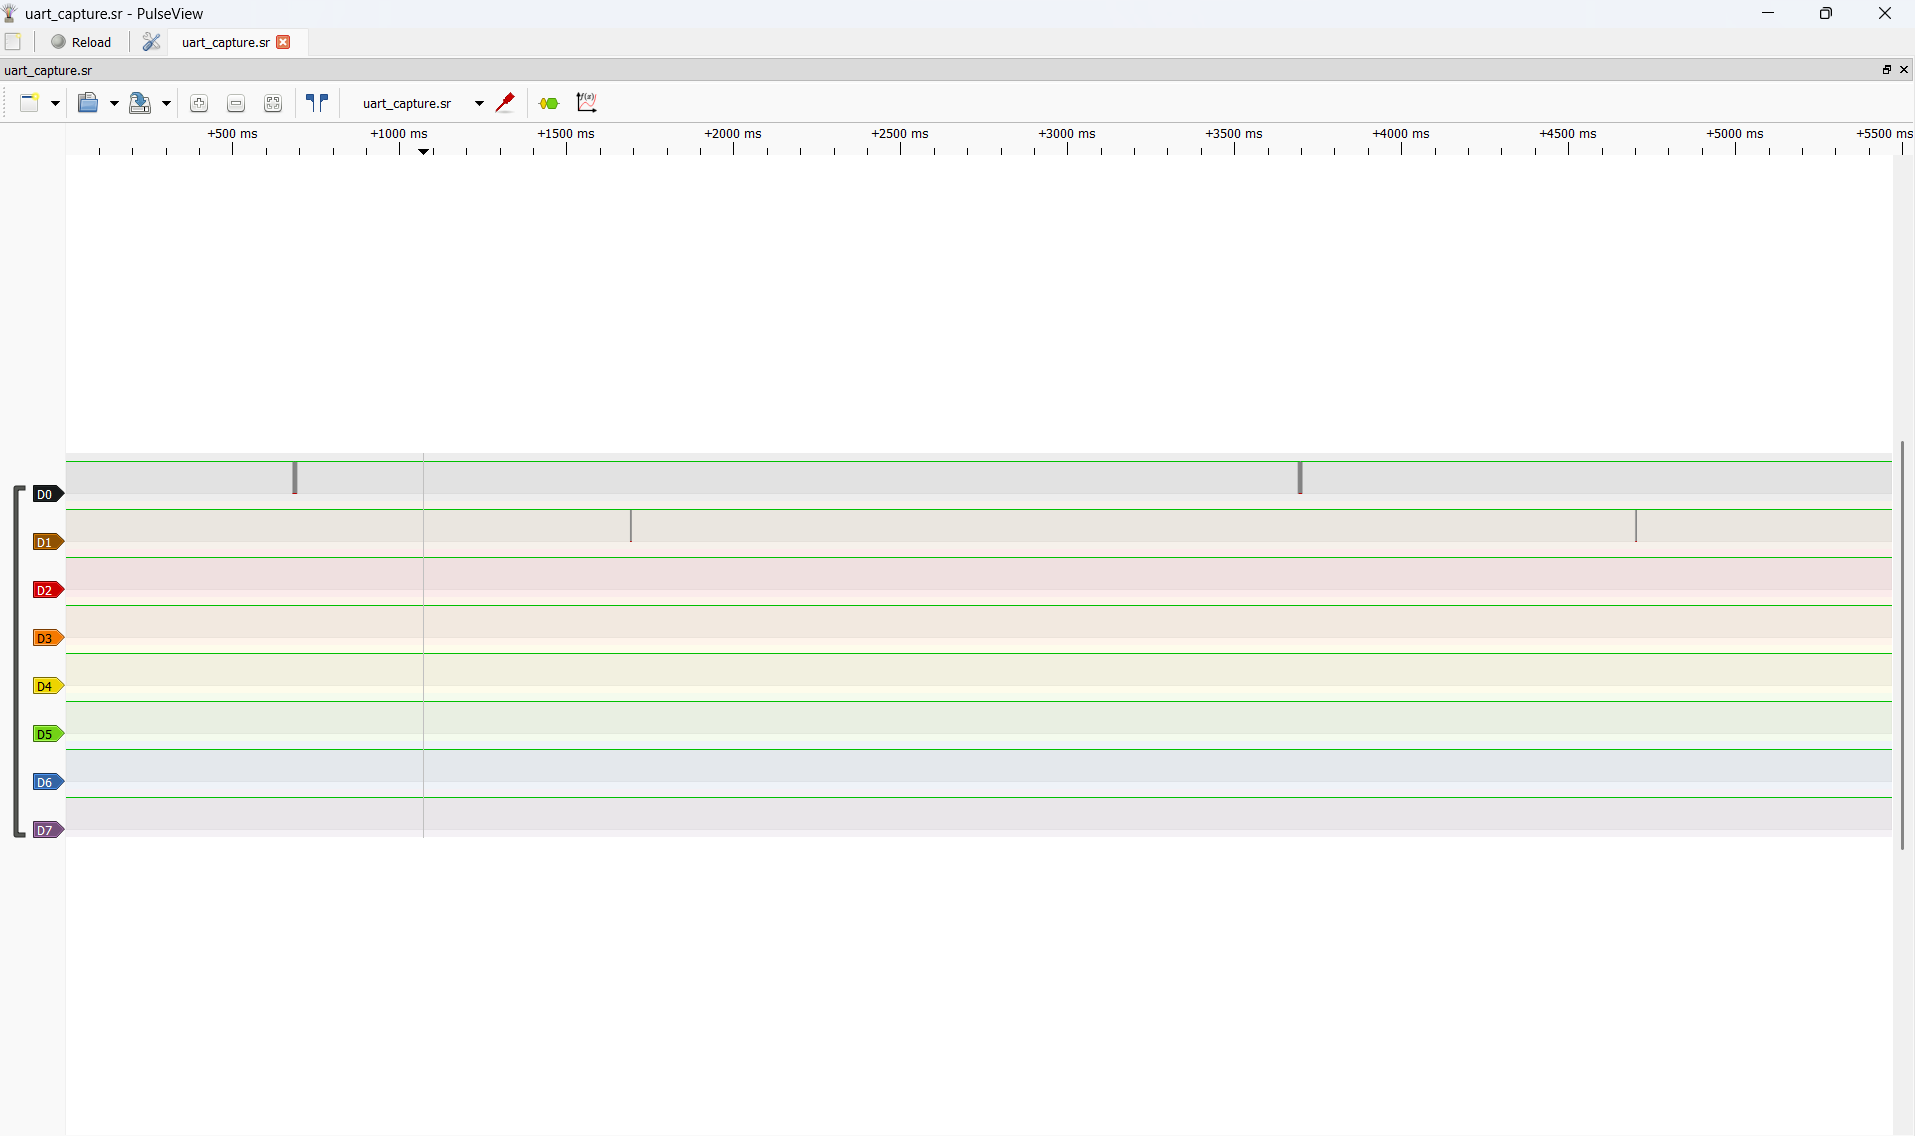 uart_capture.sr - PulseView
Reload
uart_capture.sr
uart_capture.sr
uart_capture.sr
f(x)
+500 ms +1000 ms +1500 ms +2000 ms +2500 ms +3000 ms +3500 ms +4000 ms +4500 ms +5000 ms +5500 ms
D0
D1
D2
D3
D4
D5
D6
D7